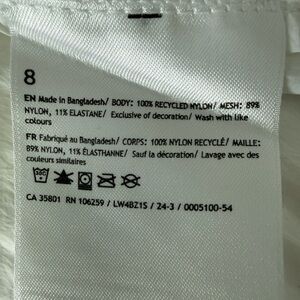 8
EN Made in Bangladesh/ BODY: 100% RECYCLED NYLON/ MESH: 89%
NYLON, 11% ELASTANE/ Exclusive of decoration/ Wash with like
colours
FR Fabriqué au Bangladesh/ CORPS: 100% NYLON RECYCLÉ/ MAILLE:
89% NYLON, 11% ÉLASTHANNE/ Sauf la décoration/ Lavage avec des
couleurs similaires
CA 35801 RN 106259 / LW4BZ1S / 24-3 / 0005100-54